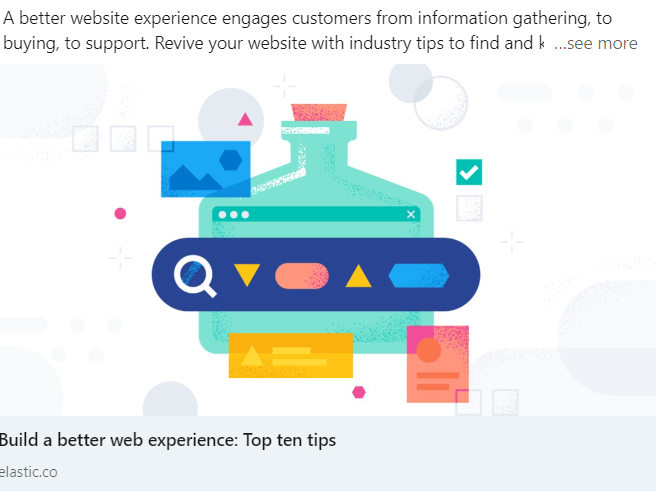 A better website experience engages customers from information gathering, to
buying, to support. Revive your website with industry tips to find and k ...see more
Build a better web experience: Top ten tips
elastic.co